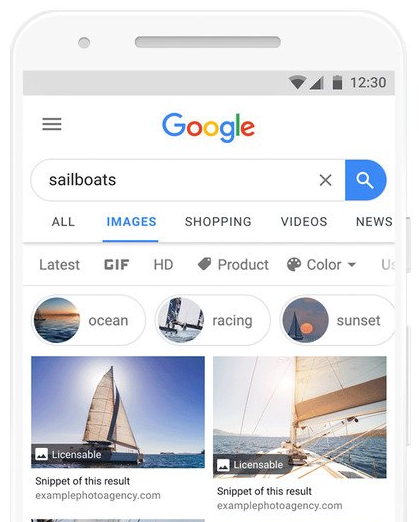 12:30
Google
sailboats
ALL IMAGES SHOPPING VIDEOS NEWS
Latest GIF HD Product Color
ocean racing sunset
Licensable Licensable
Snippet of this result Snippet of this result
examplephotoagency.com examplephotoagency.com